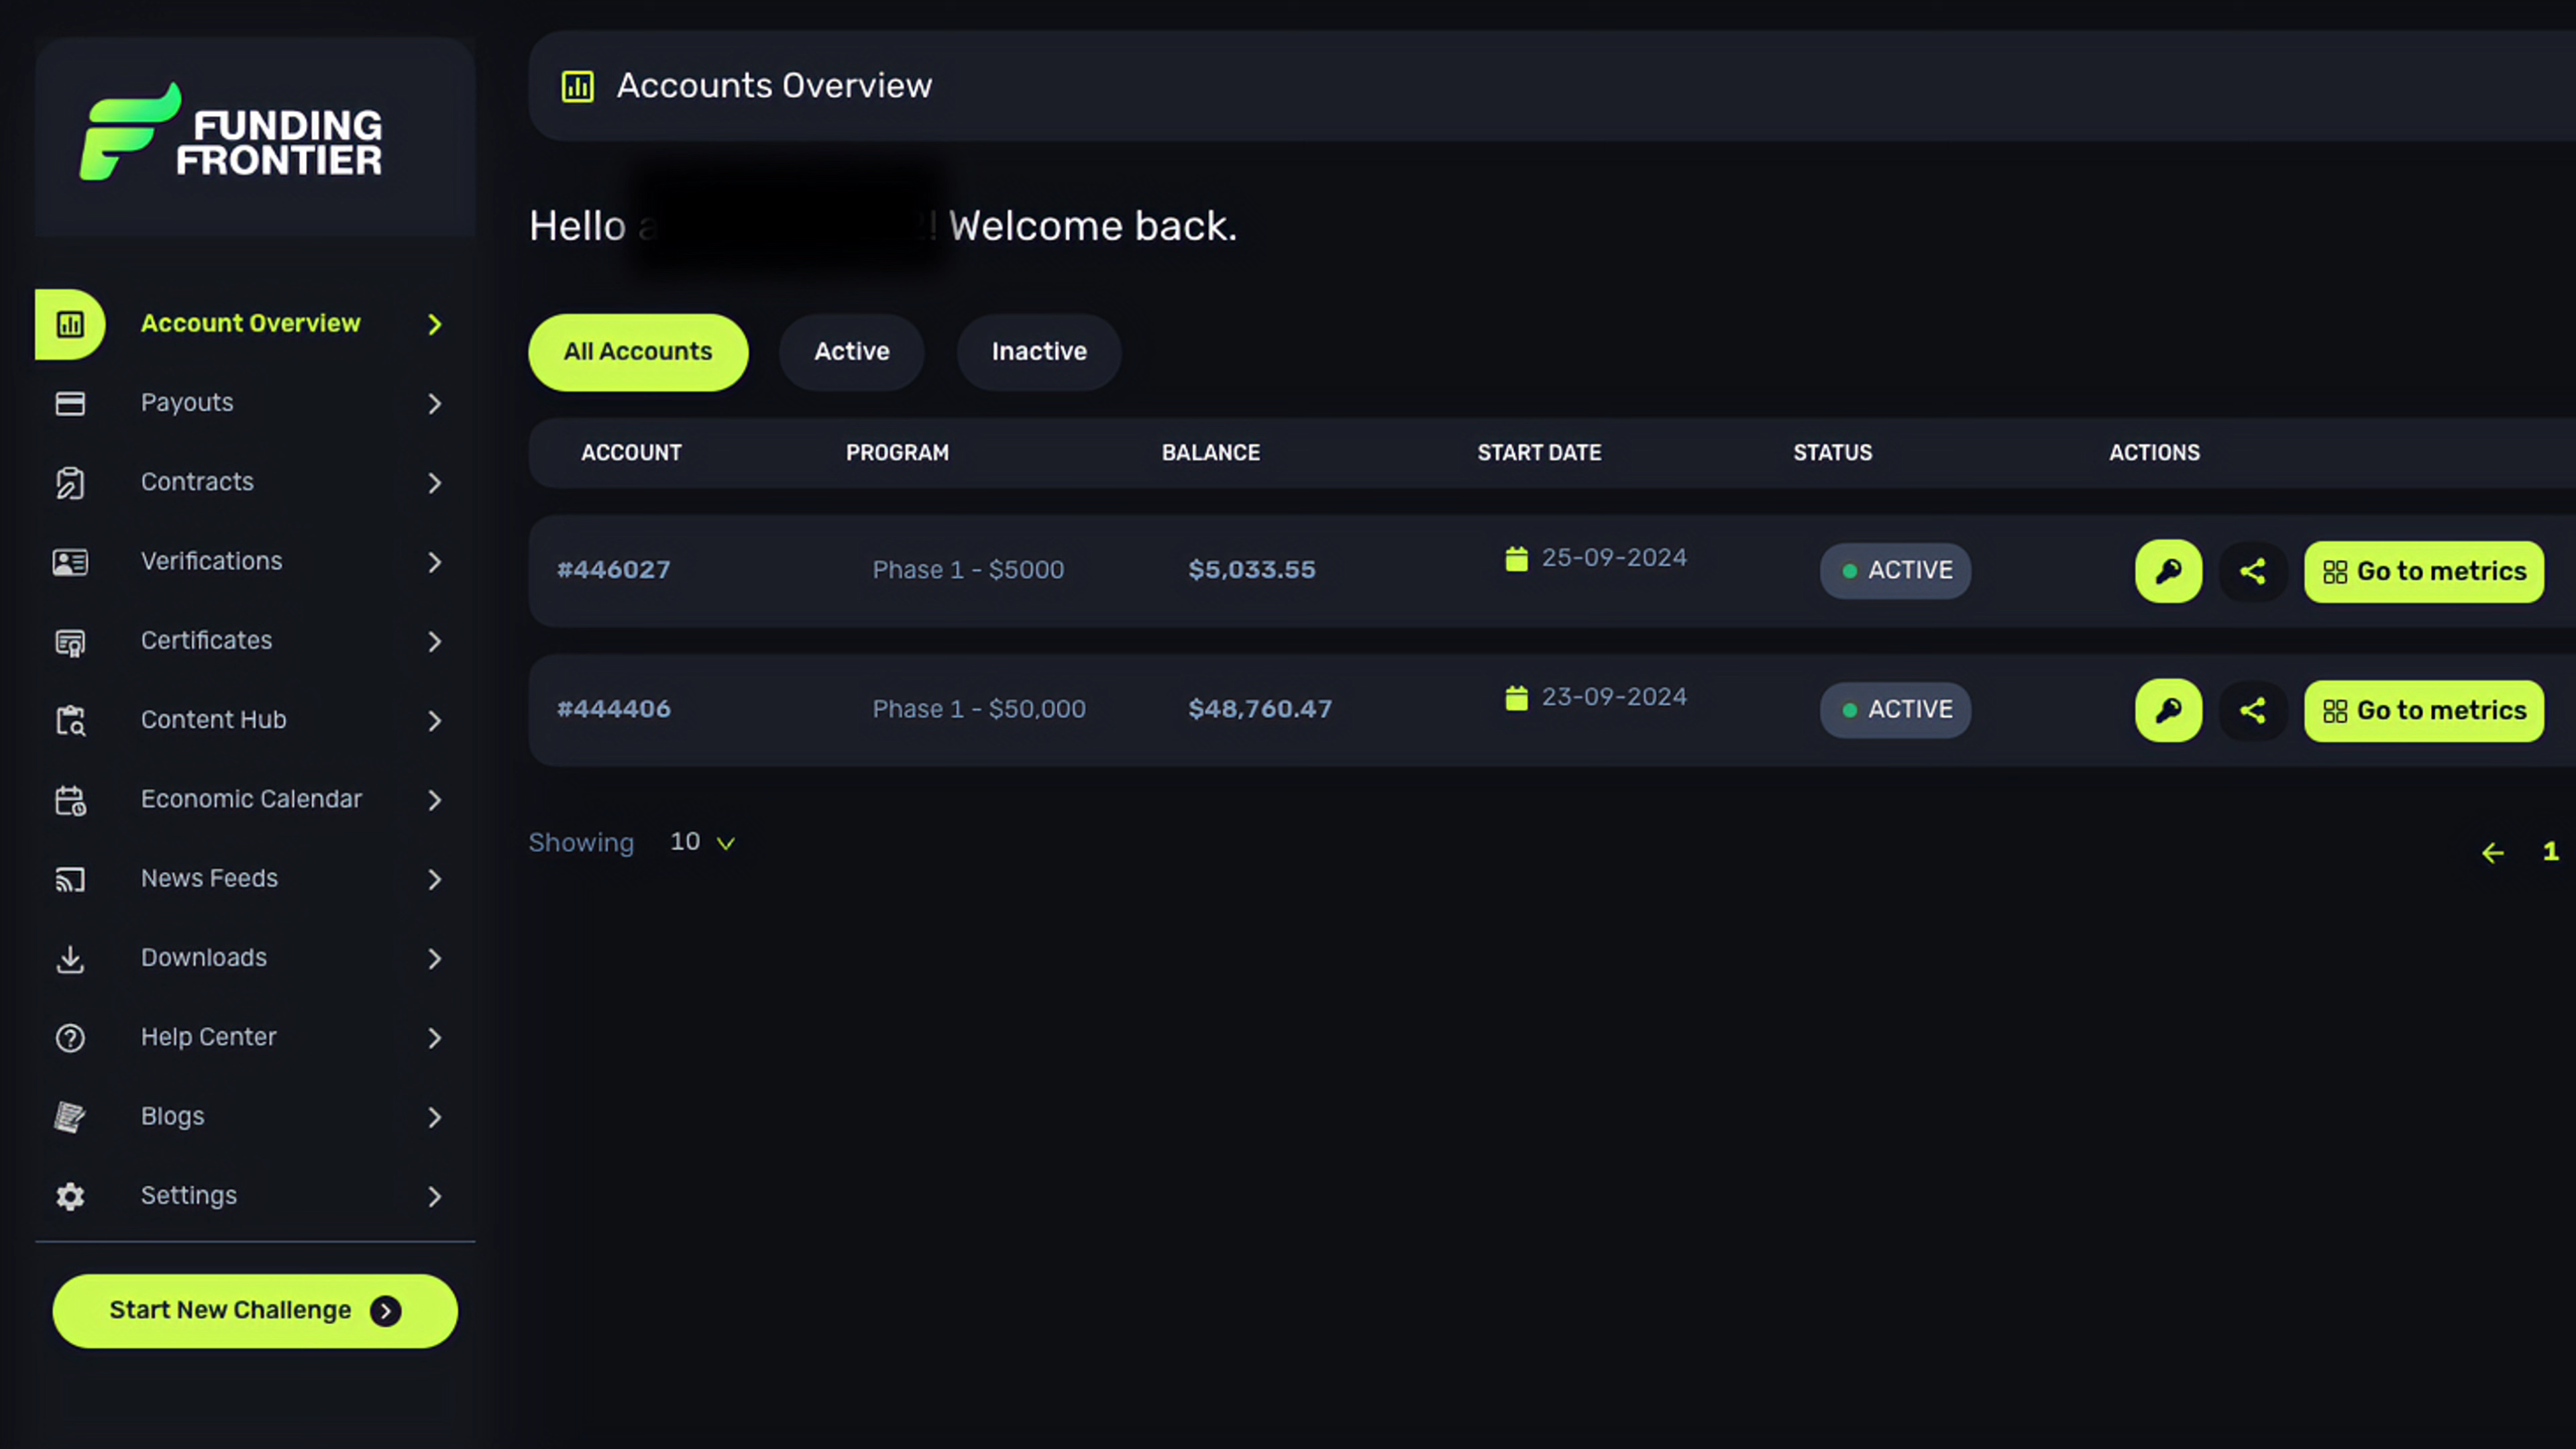 FUNDING
FRONTIER
Account Overview
Payouts
Contracts
Verifications
Certificates
Content Hub
Economic Calendar
News Feeds
Downloads
Help Center
Blogs
Settings
Start New Challenge
Accounts Overview
Hello ! Welcome back.
All Accounts Active Inactive
ACCOUNT PROGRAM BALANCE START DATE STATUS ACTIONS
#446027 Phase 1 - $5000 $5,033.55 25-09-2024 ACTIVE Go to metrics
#444406 Phase 1 - $50,000 $48,760.47 23-09-2024 ACTIVE Go to metrics
Showing 10 1